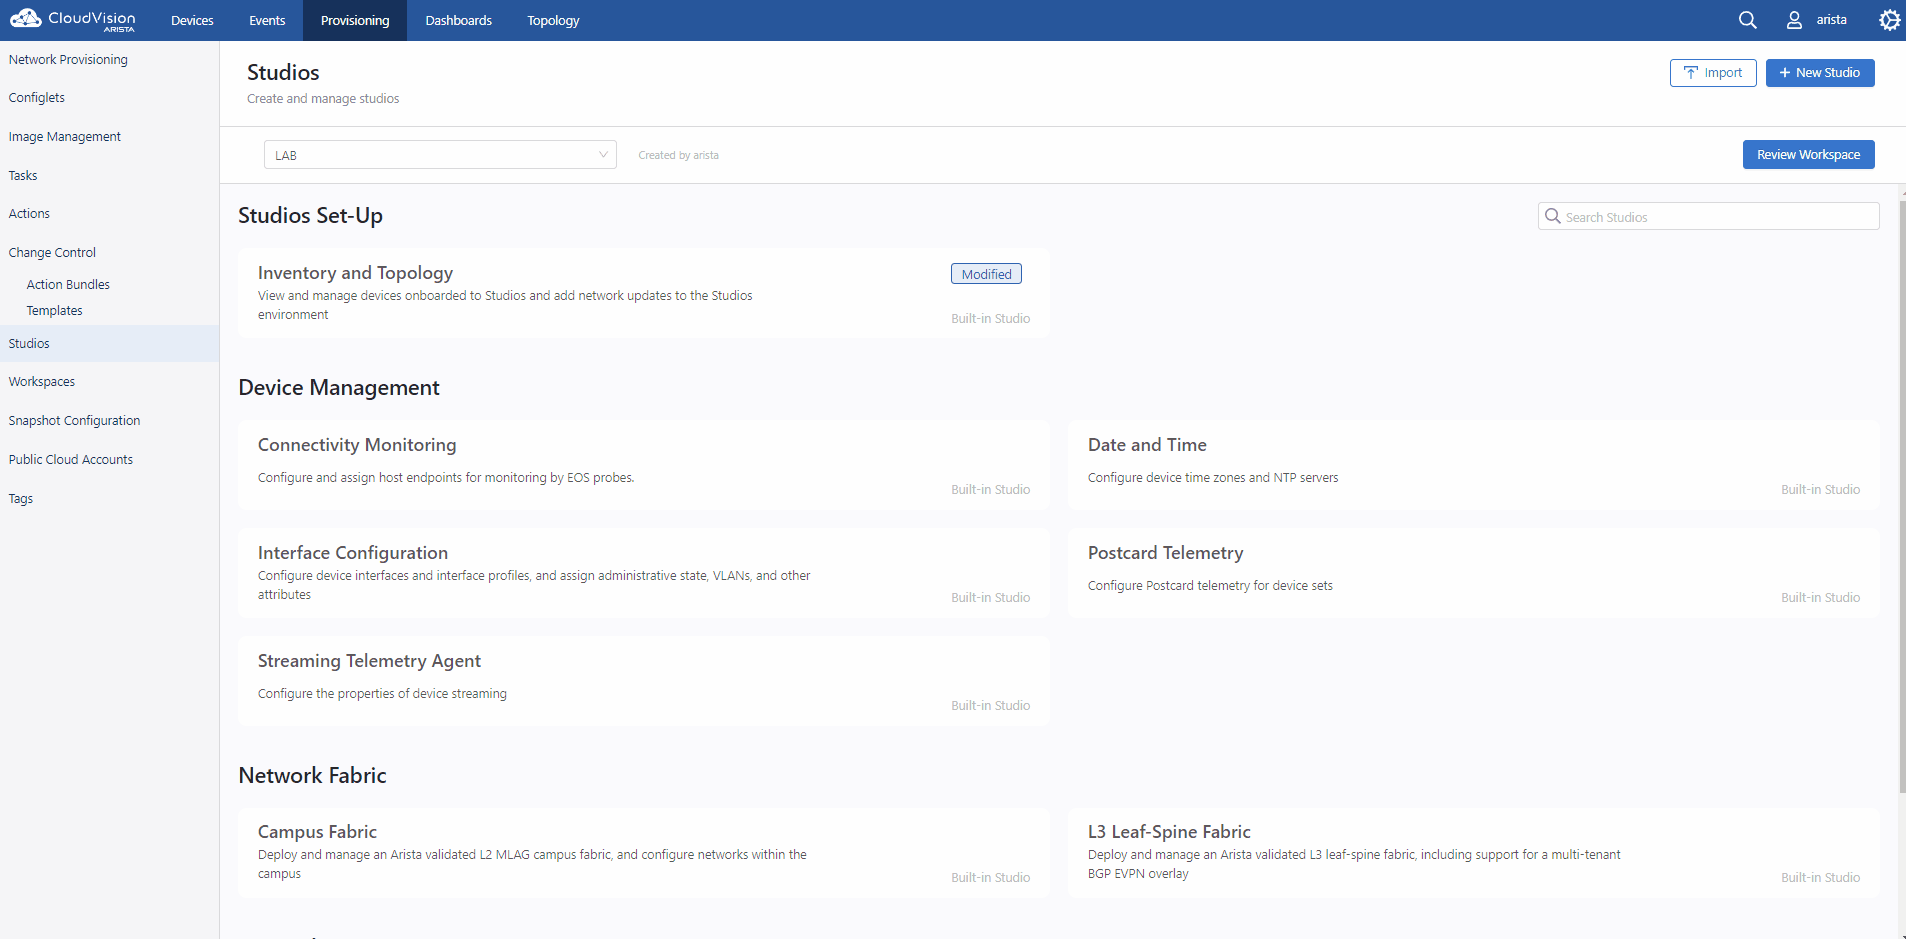 CloudVision
ARISTA
Devices
Events
Provisioning
Dashboards
Topology
arista
Network Provisioning
Configlets
Image Management
Tasks
Actions
Change Control
Action Bundles
Templates
Studios
Workspaces
Snapshot Configuration
Public Cloud Accounts
Tags
Studios
Create and manage studios
Import
+ New Studio
LAB
Created by arista
Review Workspace
Studios Set-Up
Search Studios
Inventory and Topology
Modified
View and manage devices onboarded to Studios and add network updates to the Studios
environment
Built-in Studio
Device Management
Connectivity Monitoring
Configure and assign host endpoints for monitoring by EOS probes.
Built-in Studio
Date and Time
Configure device time zones and NTP servers
Built-in Studio
Interface Configuration
Configure device interfaces and interface profiles, and assign administrative state, VLANs, and other
attributes
Built-in Studio
Postcard Telemetry
Configure Postcard telemetry for device sets
Built-in Studio
Streaming Telemetry Agent
Configure the properties of device streaming
Built-in Studio
Network Fabric
Campus Fabric
Deploy and manage an Arista validated L2 MLAG campus fabric, and configure networks within the
campus
Built-in Studio
L3 Leaf-Spine Fabric
Deploy and manage an Arista validated L3 leaf-spine fabric, including support for a multi-tenant
BGP EVPN overlay
Built-in Studio